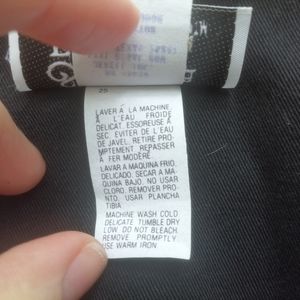 25
LAVER À LA MACHINE,
À L'EAU FROIDE
DELICAT. ESSOREUSE A
SEC. EVITER DE L'EAU
DE JAVEL. RETIRE PRO-
MPTEMENT. REPASSER
A FER MODÉRÉ.
LAVAR A MAQUINA FRIO,
DELICADO. SECAR A MA-
QUINA BAJO, NO USAR
CLORO. REMOVER PRO-
NTO. USAR PLANCHA
TIBIA
MACHINE WASH COLD
DELICATE TUMBLE DRY
LOW. DO NOT BLEACH.
REMOVE PROMPTLY.
USE WARM IRON.